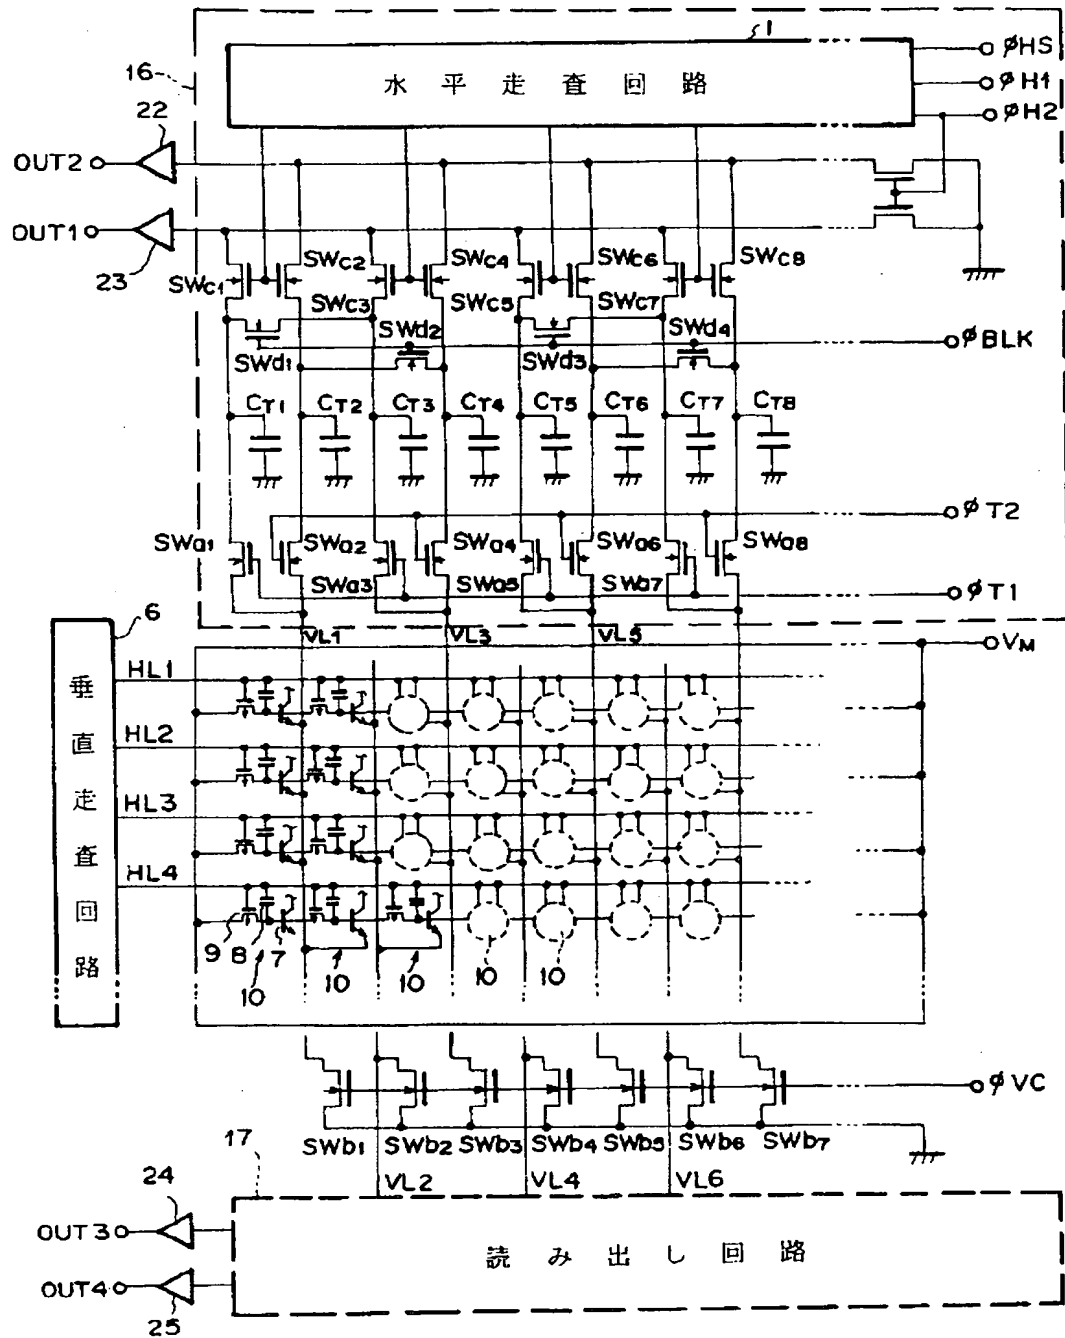 1
φHS
16
水平走査回路
φH1
22
φH2
OUT2
OUT1
23
SWC1
SWC2
SWC3
SWC4
SWC5
SWC6
SWC7
SWC8
SWd1
SWd2
SWd3
SWd4
φBLK
CT1
CT2
CT3
CT4
CT5
CT6
CT7
CT8
φT2
SWa1
SWa2
SWa3
SWa4
SWa5
SWa6
SWa7
SWa8
φT1
6
VL1
VL3
VL5
VM
垂直走査回路
HL1
HL2
HL3
HL4
9
8
7
10
10
10
10
10
φVC
SWb1
SWb2
SWb3
SWb4
SWb5
SWb6
SWb7
17
VL2
VL4
VL6
24
OUT3
読み出し回路
OUT4
25